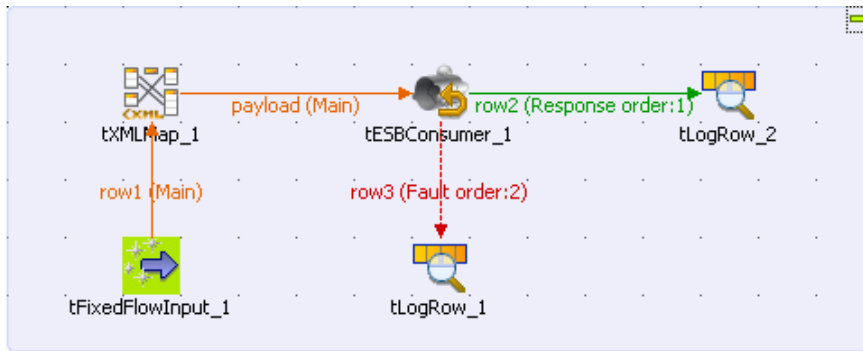 payload (Main)
row2 (Response order:1)
tXMLMap_1
tESBConsumer_1
tLogRow_2
row1 (Main)
row3 (Fault order:2)
tFixedFlowInput_1
tLogRow_1